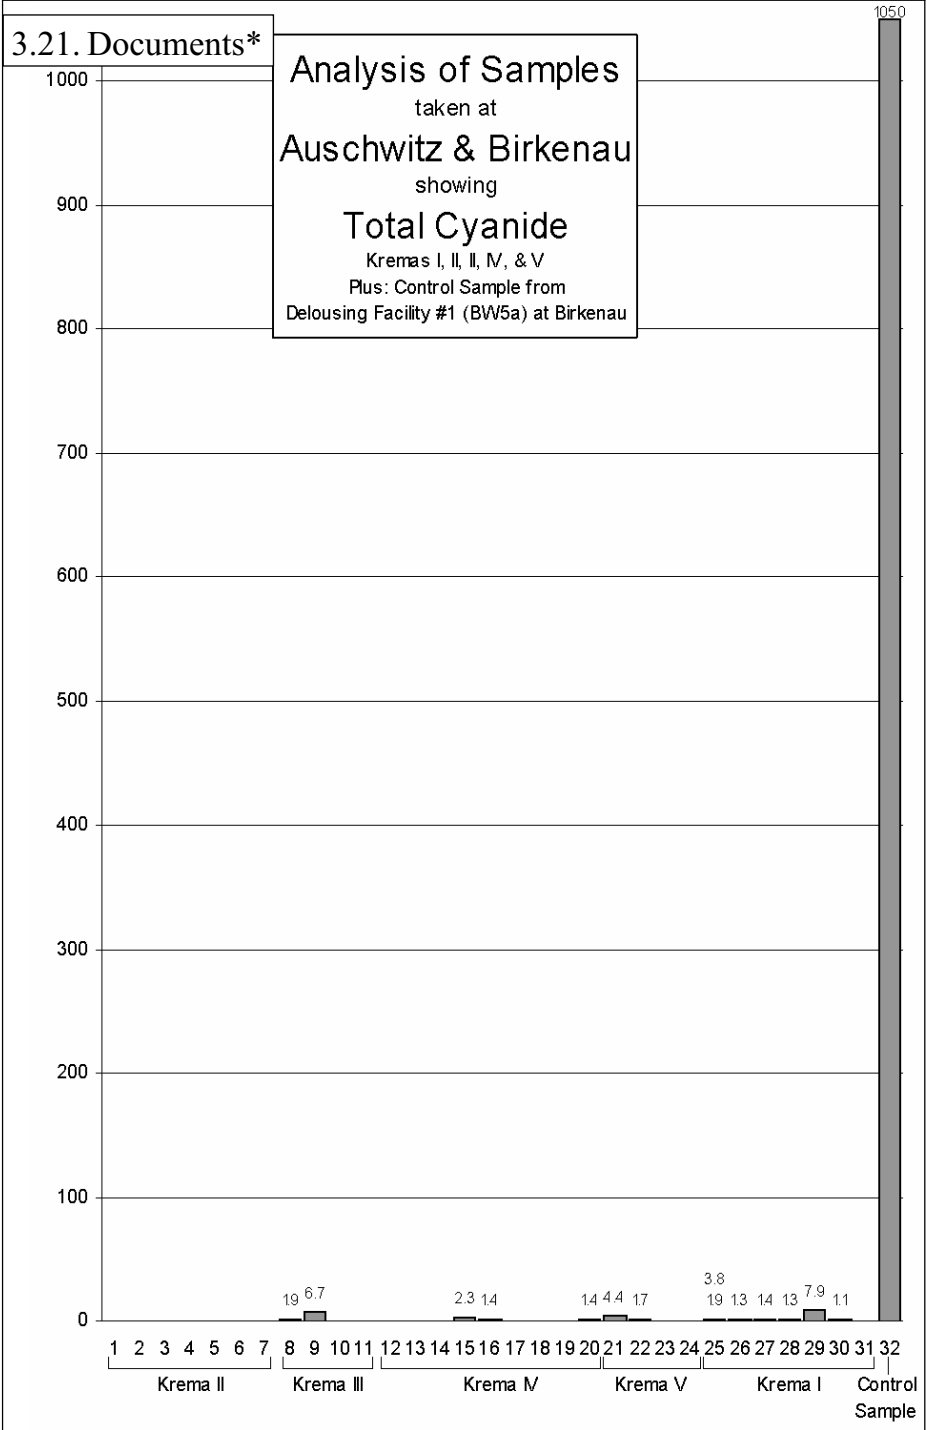 1050
3.21. Documents*
Analysis of Samples
taken at
Auschwitz & Birkenau
showing
Total Cyanide
Kremas I, II, II, IV, & V
Plus: Control Sample from
Delousing Facility #1 (BW5a) at Birkenau
1000
900
800
700
600
500
400
300
200
100
0
1.9 6.7 2.3 1.4 1.4 4.4 1.7 3.8 1.9 1.3 1.4 1.3 7.9 1.1
1 2 3 4 5 6 7 8 9 10 11 12 13 14 15 16 17 18 19 20 21 22 23 24 25 26 27 28 29 30 31 32
Krema II Krema III Krema IV Krema V Krema I Control
Sample